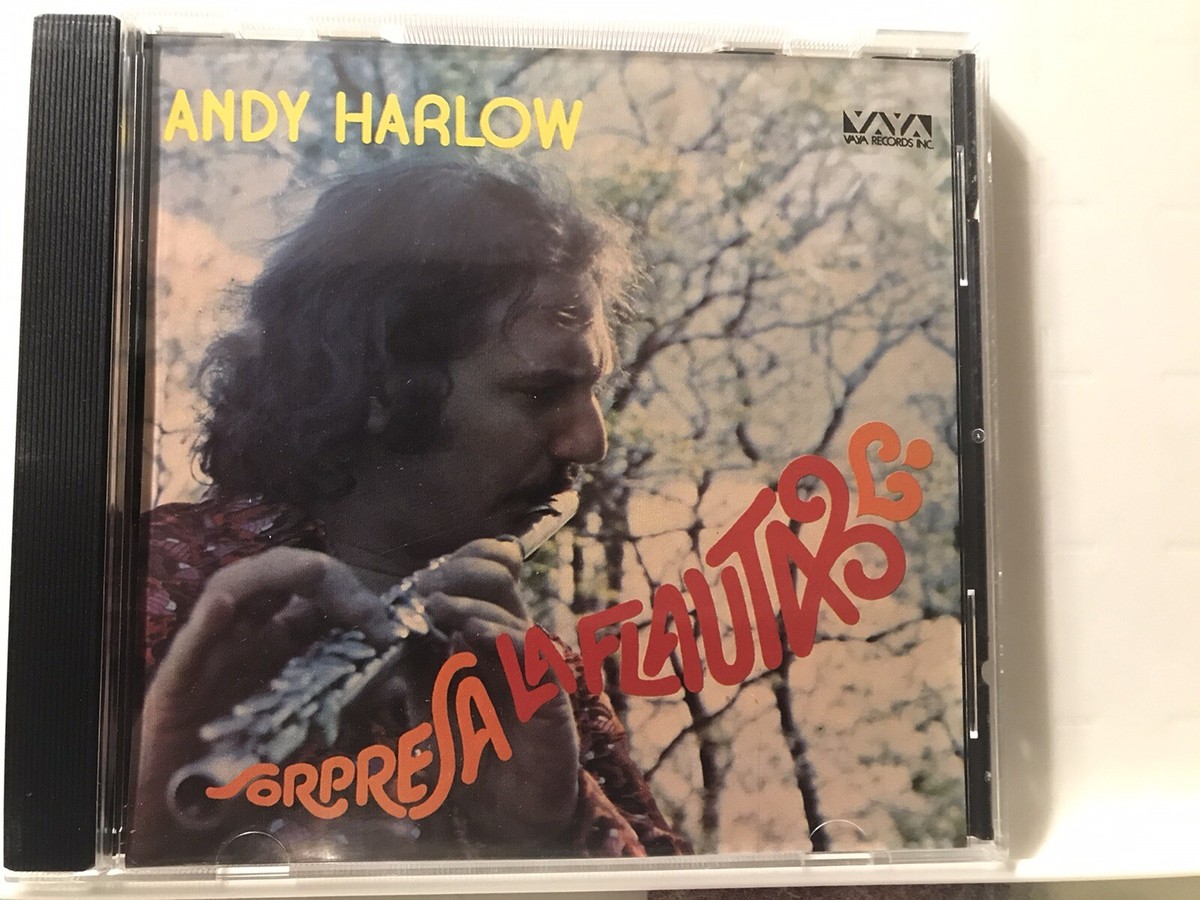 ANDY HARLOW
VAYA
VAYA RECORDS INC.
SORPRESA LA FLAUTA